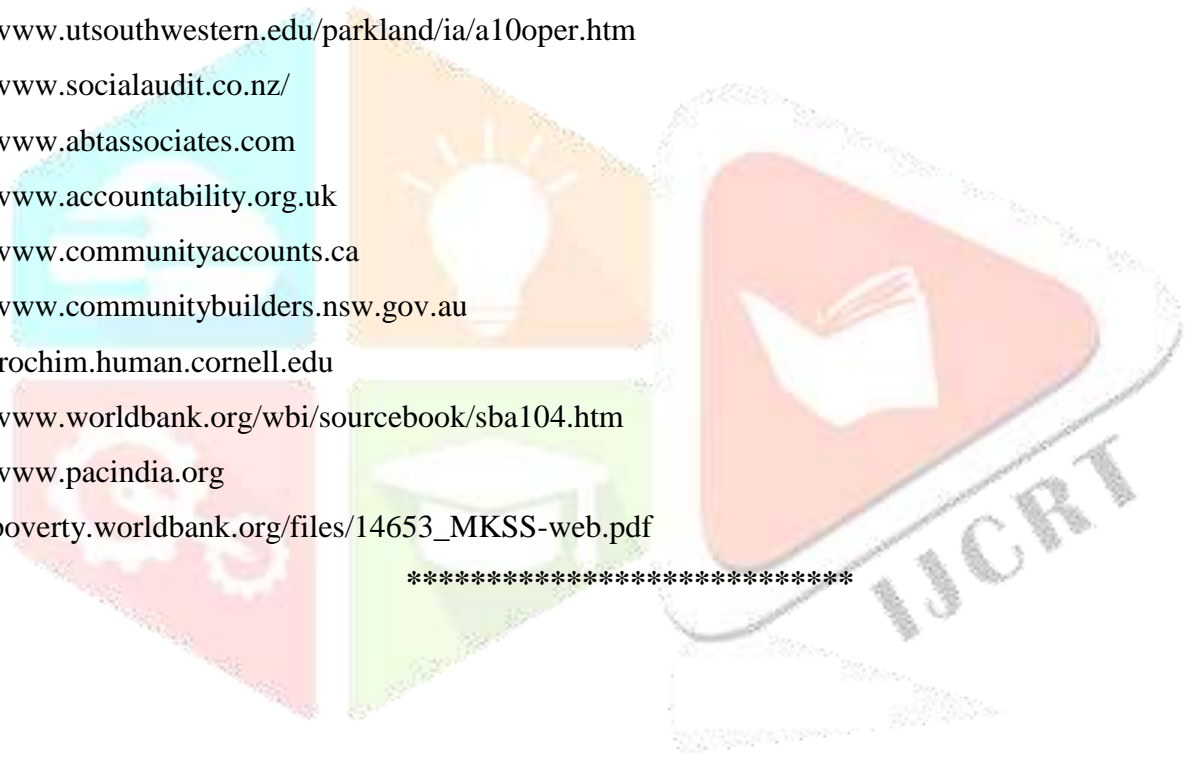 www.utsouthwestern.edu/parkland/ia/a10oper.htm
www.socialaudit.co.nz/
www.abtassociates.com
www.accountability.org.uk
www.communityaccounts.ca
www.communitybuilders.nsw.gov.au
rochim.human.cornell.edu
www.worldbank.org/wbi/sourcebook/sba104.htm
www.pacindia.org
poverty.worldbank.org/files/14653_MKSS-web.pdf
****************************
IJCRT